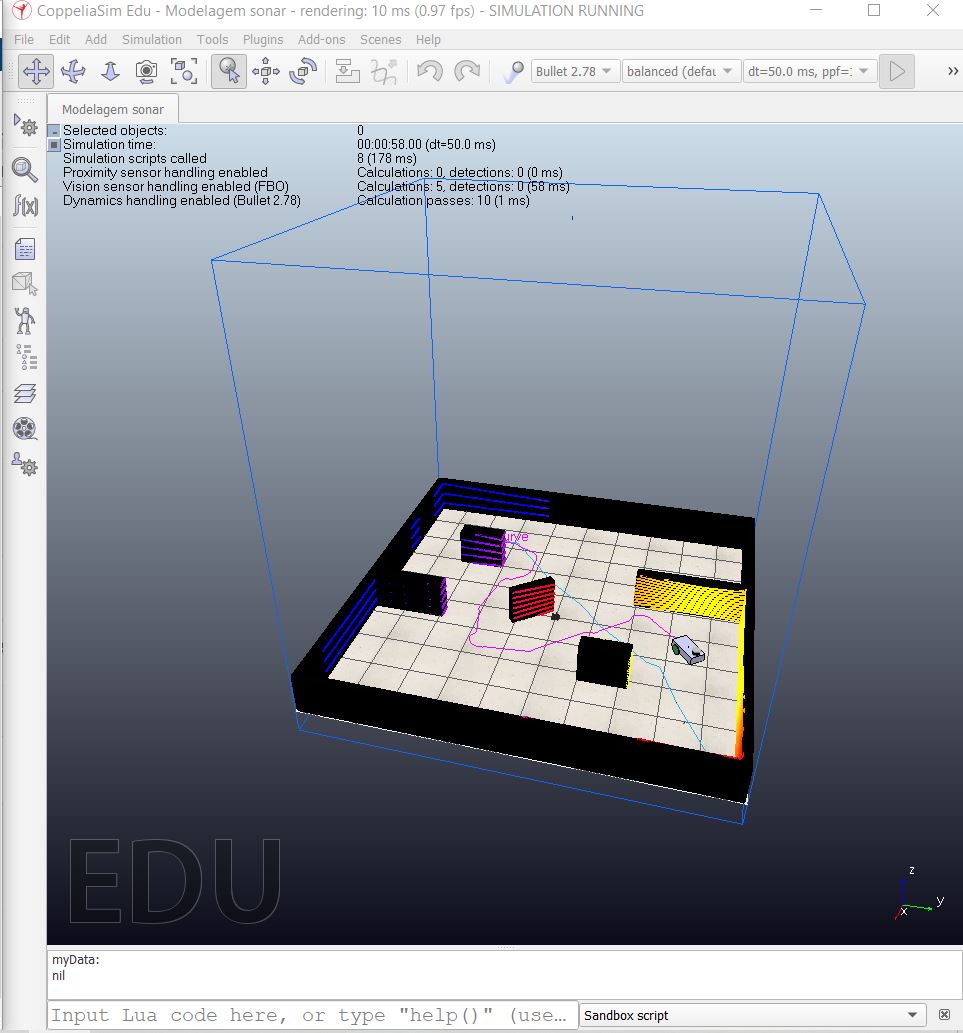 CoppeliaSim Edu - Modelagem sonar - rendering: 10 ms (0.97 fps) - SIMULATION RUNNING
File Edit Add Simulation Tools Plugins Add-ons Scenes Help
Bullet 2.78 balanced (defau dt=50.0 ms, ppf=: »
Modelagem sonar
f(x)
Selected objects: 0
Simulation time: 00:00:58.00 (dt=50.0 ms)
Simulation scripts called 8 (178 ms)
Proximity sensor handling enabled Calculations: 0, detections: 0 (0 ms)
Vision sensor handling enabled (FBO) Calculations: 5, detections: 0 (58 ms)
Dynamics handling enabled (Bullet 2.78) Calculation passes: 10 (1 ms)
urve
EDU
z
y
x
myData:
nil
Input Lua code here, or type "help()" (use... Sandbox script